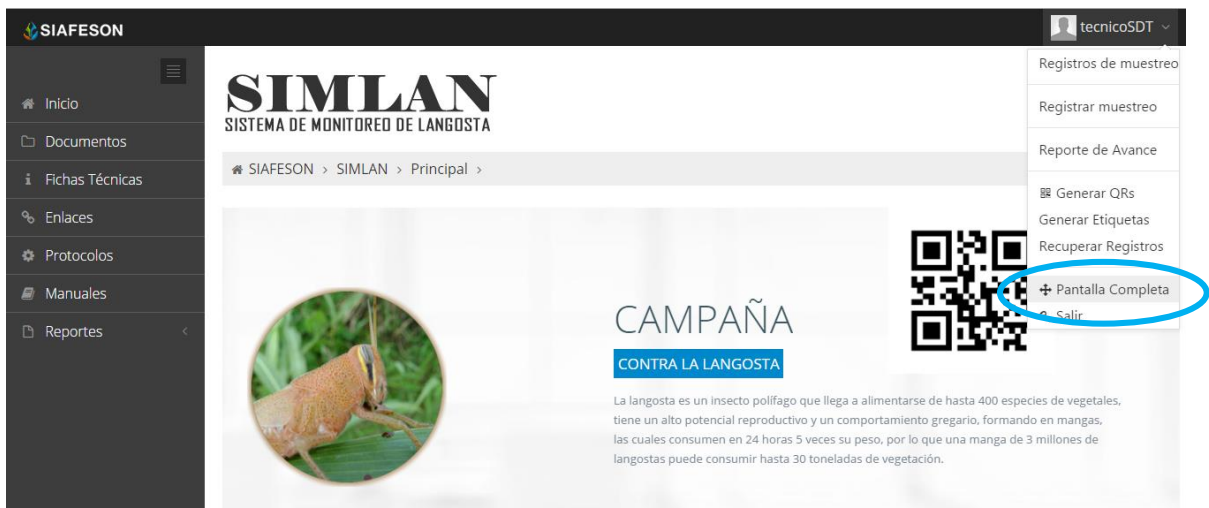 SIAFESON
tecnicoSDT
Inicio
Documentos
Fichas Técnicas
Enlaces
Protocolos
Manuales
Reportes
SIMLAN
SISTEMA DE MONITOREO DE LANGOSTA
SIAFESON > SIMLAN > Principal >
Registros de muestreo
Registrar muestreo
Reporte de Avance
Generar QRs
Generar Etiquetas
Recuperar Registros
Pantalla Completa
Salir
CAMPAÑA
CONTRA LA LANGOSTA
La langosta es un insecto polífago que llega a alimentarse de hasta 400 especies de vegetales,
tiene un alto potencial reproductivo y un comportamiento gregario, formando en mangas,
las cuales consumen en 24 horas 5 veces su peso, por lo que una manga de 3 millones de
langostas puede consumir hasta 30 toneladas de vegetación.